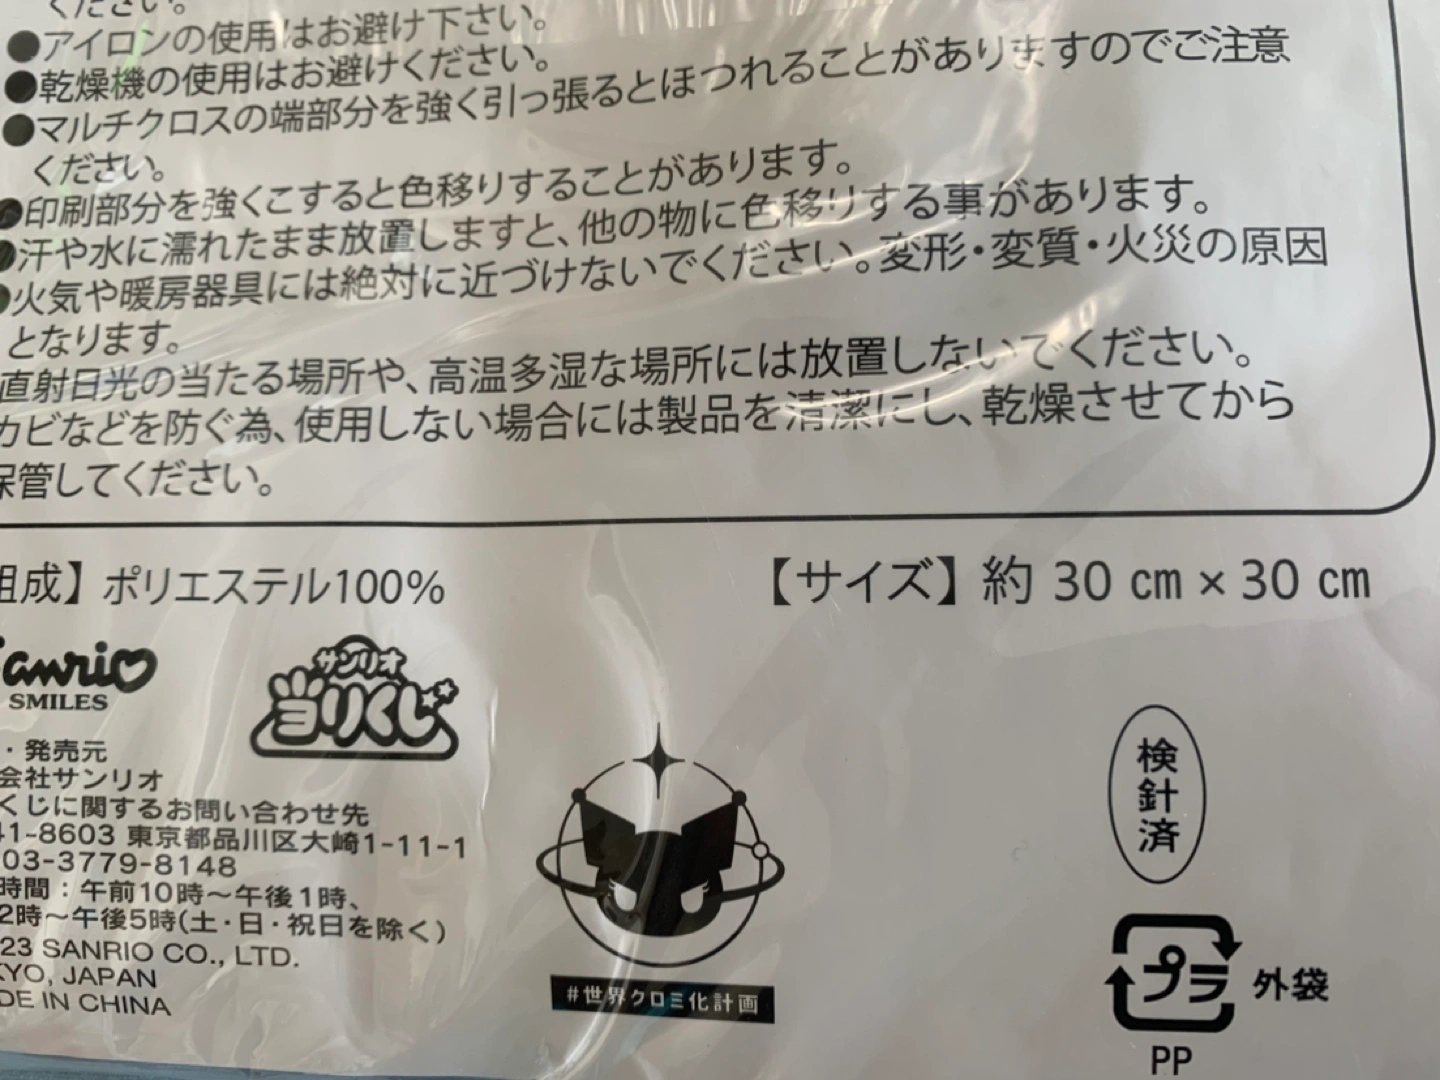 ください。
●アイロンの使用はお避け下さい。
●乾燥機の使用はお避けください。
●マルチクロスの端部分を強く引っ張るとほつれることがありますのでご注意
ください。
●印刷部分を強くこすると色移りすることがあります。
●汗や水に濡れたまま放置しますと、他の物に色移りする事があります。
●火気や暖房器具には絶対に近づけないでください。変形・変質・火災の原因
となります。
直射日光の当たる場所や、高温多湿な場所には放置しないでください。
カビなどを防ぐ為、使用しない場合には製品を清潔にし、乾燥させてから
保管してください。
組成】ポリエステル100%
【サイズ】約 30 cm × 30 cm
Sanrio
SMILES
サンリオ
当りくじ
・発売元
会社サンリオ
くじに関するお問い合わせ先
41-8603 東京都品川区大崎1-11-1
03-3779-8148
時間：午前10時～午後1時、
2時～午後5時(土・日・祝日を除く)
23 SANRIO CO., LTD.
KYO, JAPAN
DE IN CHINA
#世界クロミ化計画
検針済
プラ 外袋
PP